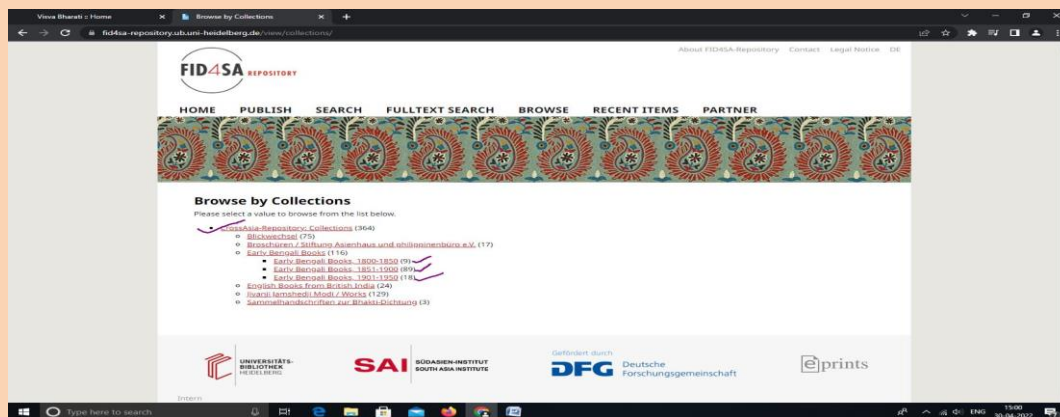 Visva Bharati :: Home
Browse by Collections
fid4sa-repository.ub.uni-heidelberg.de/view/collections/
About FID4SA-Repository Contact Legal Notice DE
FID4SA REPOSITORY
HOME PUBLISH SEARCH FULLTEXT SEARCH BROWSE RECENT ITEMS PARTNER
Browse by Collections
Please select a value to browse from the list below.
CrossAsia-Repository: Collections (364)
Blickwechsel (75)
Broschüren / Stiftung Asienhaus und philippinenbüro e.V. (17)
Early Bengali Books (116)
Early Bengali Books, 1800-1850 (9)
Early Bengali Books, 1851-1900 (89)
Early Bengali Books, 1901-1950 (18)
English Books from British India (24)
Jivanji Jamshedji Modi / Works (129)
Sammelhandschriften zur Bhakti-Dichtung (3)
UNIVERSITÄTS-
BIBLIOTHEK
HEIDELBERG
SAI SÜDASIEN-INSTITUT
SOUTH ASIA INSTITUTE
Gefördert durch
DFG Deutsche
Forschungsgemeinschaft
eprints
Intern
Type here to search
ENG
15:00
30-04-2022